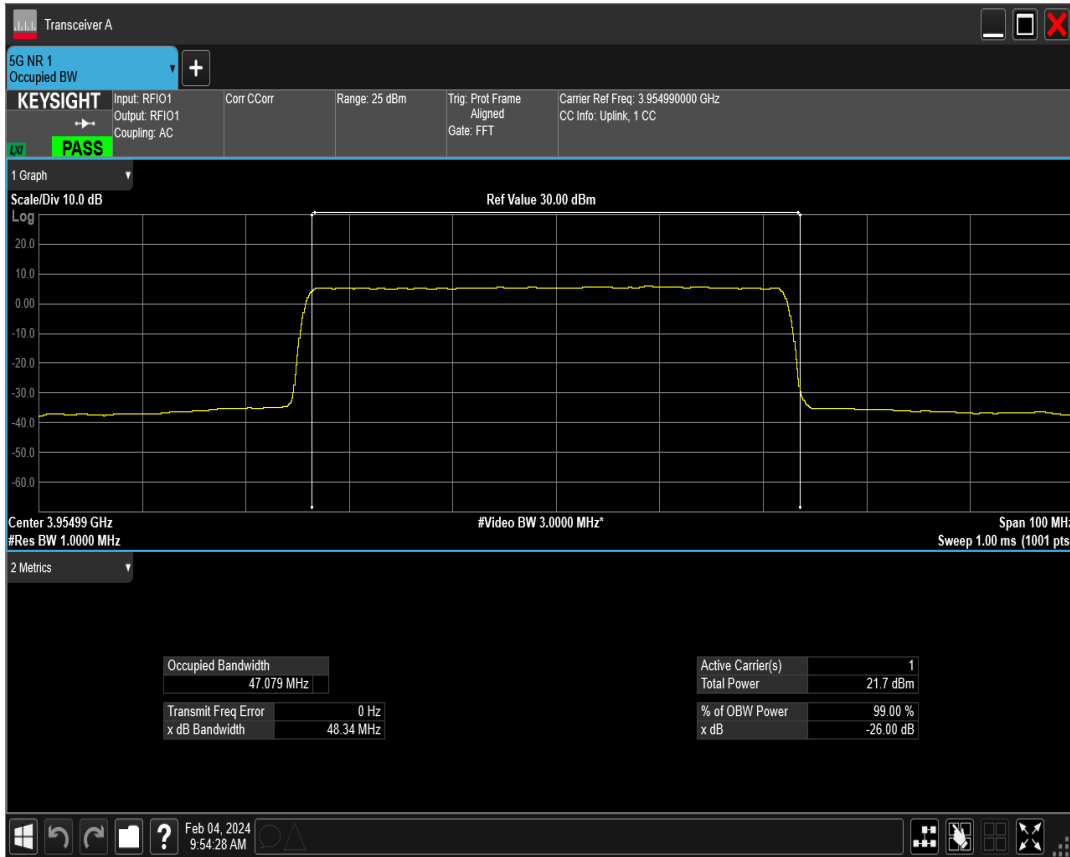 Transceiver A
5G NR 1
Occupied BW
KEYSIGHT
LXI
PASS
Input: RFIO1
Output: RFIO1
Coupling: AC
Corr CCorr
Range: 25 dBm
Trig: Prot Frame
Aligned
Gate: FFT
Carrier Ref Freq: 3.954990000 GHz
CC Info: Uplink, 1 CC
1 Graph
Scale/Div 10.0 dB
Ref Value 30.00 dBm
Log
20.0
10.0
0.00
-10.0
-20.0
-30.0
-40.0
-50.0
-60.0
Center 3.95499 GHz
#Video BW 3.0000 MHz*
Span 100 MHz
#Res BW 1.0000 MHz
Sweep 1.00 ms (1001 pts
2 Metrics
Occupied Bandwidth
47.079 MHz
Transmit Freq Error 0 Hz
x dB Bandwidth 48.34 MHz
Active Carrier(s) 1
Total Power 21.7 dBm
% of OBW Power 99.00 %
x dB -26.00 dB
?
Feb 04, 2024
9:54:28 AM